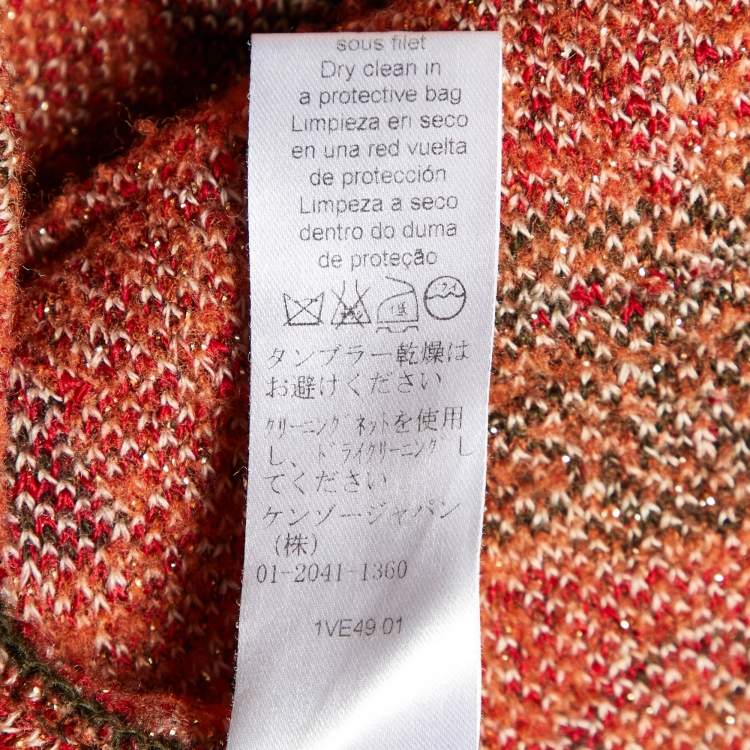 sous filet
Dry clean in
a protective bag
Limpieza en seco
en una red vuelta
de protección
Limpeza a seco
dentro do duma
de proteção
タンブラー乾燥は
お避けください
ｸﾘｰﾆﾝｸﾞﾈｯﾄを使用
し、ﾄﾞﾗｲｸﾘｰﾆﾝｸﾞし
てください
ケンゾージャパン
（株）
01-2041-1360
1VE49 01